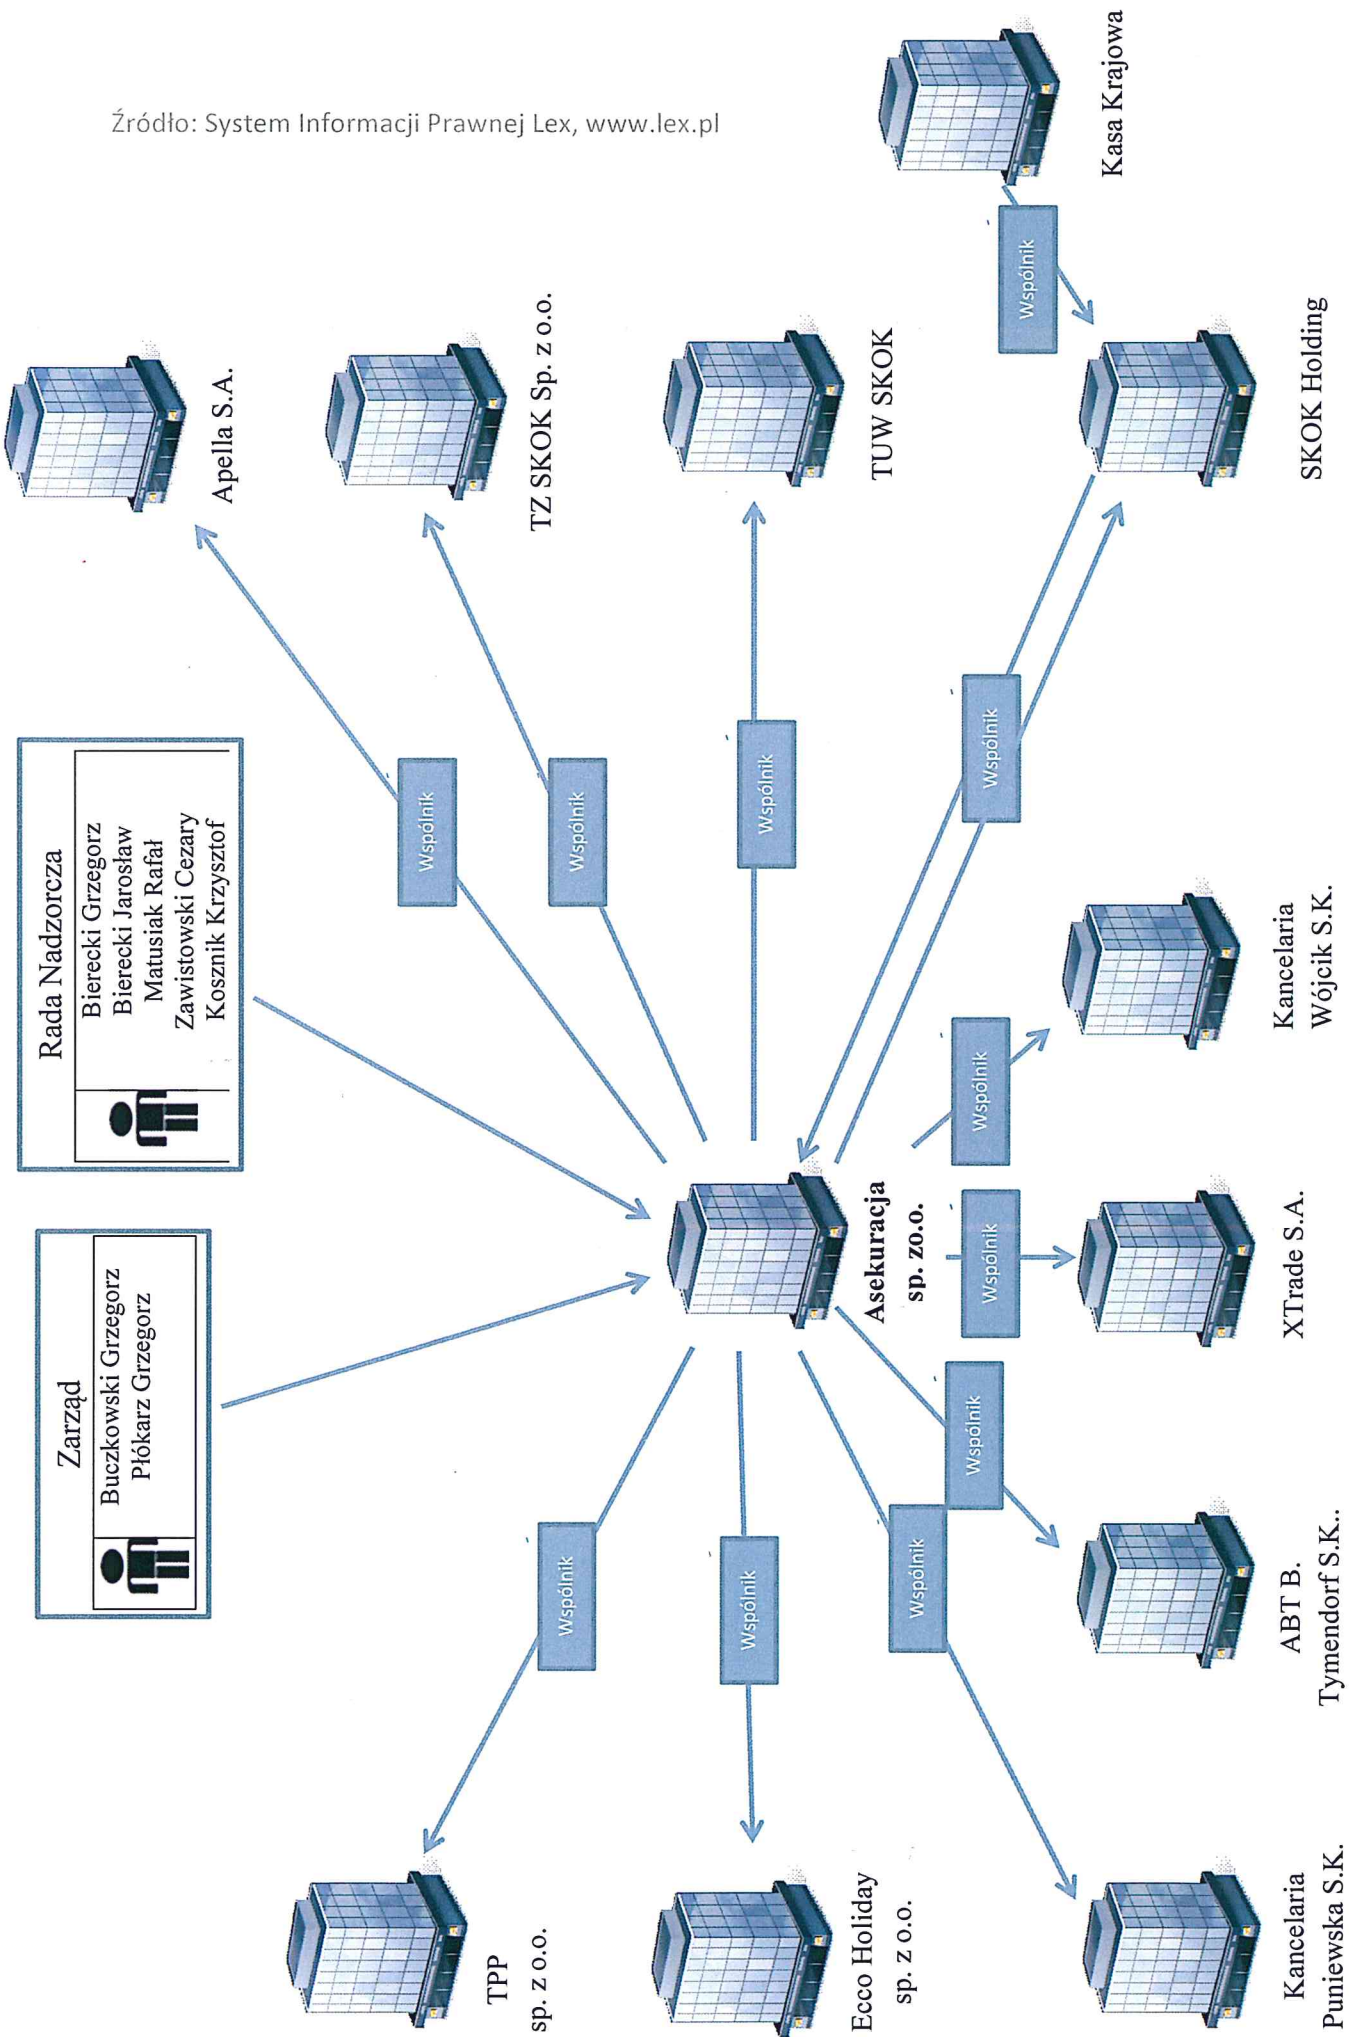 Źródło: System Informacji Prawnej Lex, www.lex.pl
Zarząd
Buczkowski Grzegorz
Płókarz Grzegorz
Rada Nadzorcza
Bierecki Grzegorz
Bierecki Jarosław
Matusiak Rafał
Zawistowski Cezary
Kosznik Krzysztof
TPP
sp. z o.o.
Wspólnik
Wspólnik
Apella S.A.
Wspólnik
TZ SKOK Sp. z o.o.
Ecco Holiday
sp. z o.o.
Wspólnik
Asekuracja
sp. zo.o.
Wspólnik
TUW SKOK
Wspólnik
Wspólnik
Wspólnik
Wspólnik
Wspólnik
Wspólnik
Kasa Krajowa
Kancelaria
Puniewska S.K.
ABT B.
Tymendorf S.K..
XTrade S.A.
Kancelaria
Wójcik S.K.
SKOK Holding